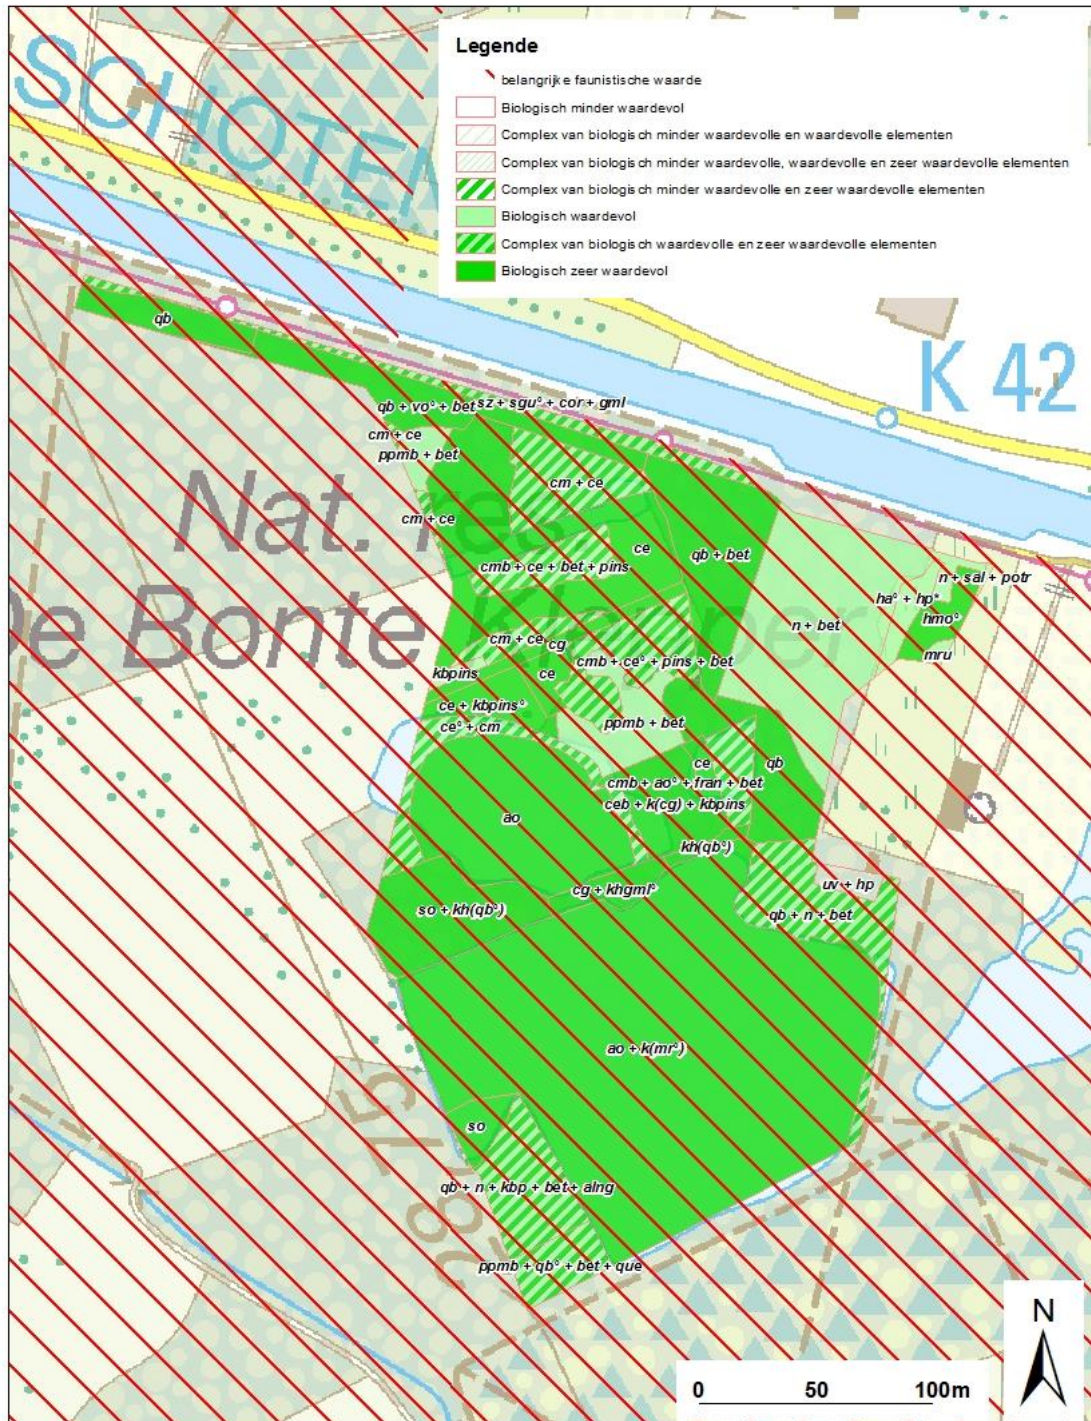 Legende
belangrijke faunistische waarde
Biologisch minder waardevol
Complex van biologisch minder waardevolle en waardevolle elementen
Complex van biologisch minder waardevolle, waardevolle en zeer waardevolle elementen
Complex van biologisch minder waardevolle en zeer waardevolle elementen
Biologisch waardevol
Complex van biologisch waardevolle en zeer waardevolle elementen
Biologisch zeer waardevol
SCHOTEN
K 42
qb
qb + vo° + bet
sz + sgu° + cor + gml
cm + ce
ppmb + bet
cm + ce
cm + ce
Nat. res
ce
qb + bet
cmb + ce + bet + pins
n + sal + potr
ha° + hp*
hmo°
n + bet
De Bonte Klepper
cm + ce
cg
mru
cmb + ce° + pins + bet
kbpins
ce
ce + kbpins°
ppmb + bet
ce° + cm
ce
qb
cmb + ao° + fran + bet
ceb + k(cg) + kbpins
ao
kh(qb°)
uv + hp
cg + khgml°
so + kh(qb°)
qb + n + bet
ao + k(mr°)
so
qb + n + kbp + bet + alng
ppmb + qb° + bet + que
N
0 50 100m